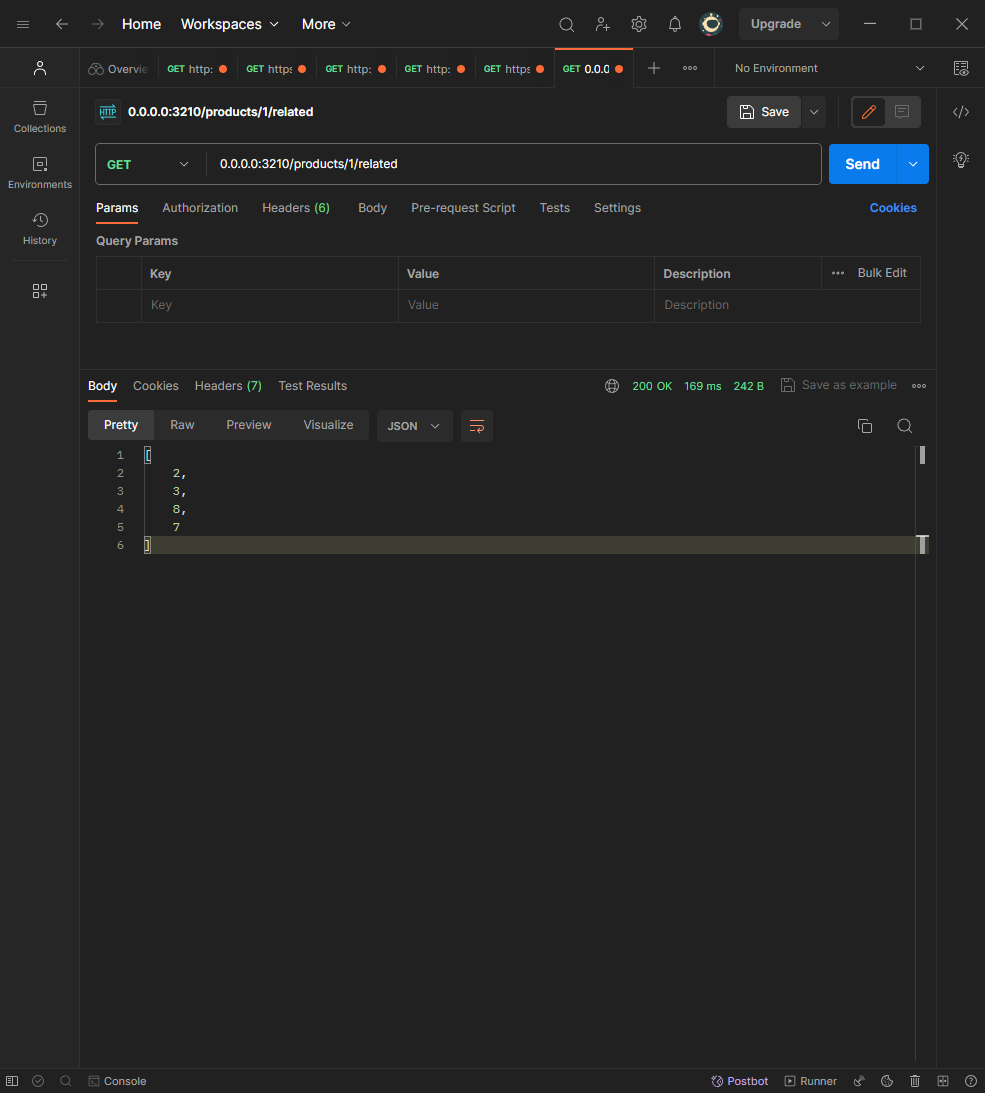 Home Workspaces More Upgrade
Overvie GET http: GET https GET http: GET http: GET https GET 0.0.0 No Environment
HTTP 0.0.0.0:3210/products/1/related Save
Collections
GET 0.0.0.0:3210/products/1/related Send
Environments
Params Authorization Headers (6) Body Pre-request Script Tests Settings Cookies
History
Query Params
Key Value Description Bulk Edit
Key Value Description
Body Cookies Headers (7) Test Results 200 OK 169 ms 242 B Save as example
Pretty Raw Preview Visualize JSON
1 [
2 2,
3 3,
4 8,
5 7
6 ]
Console Postbot Runner